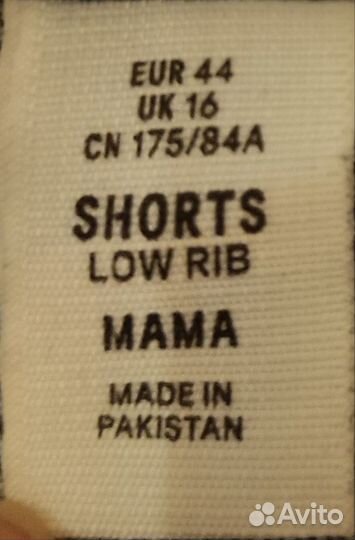 EUR 44
UK 16
CN 175/84A
SHORTS
LOW RIB
MAMA
MADE IN
PAKISTAN
Avito